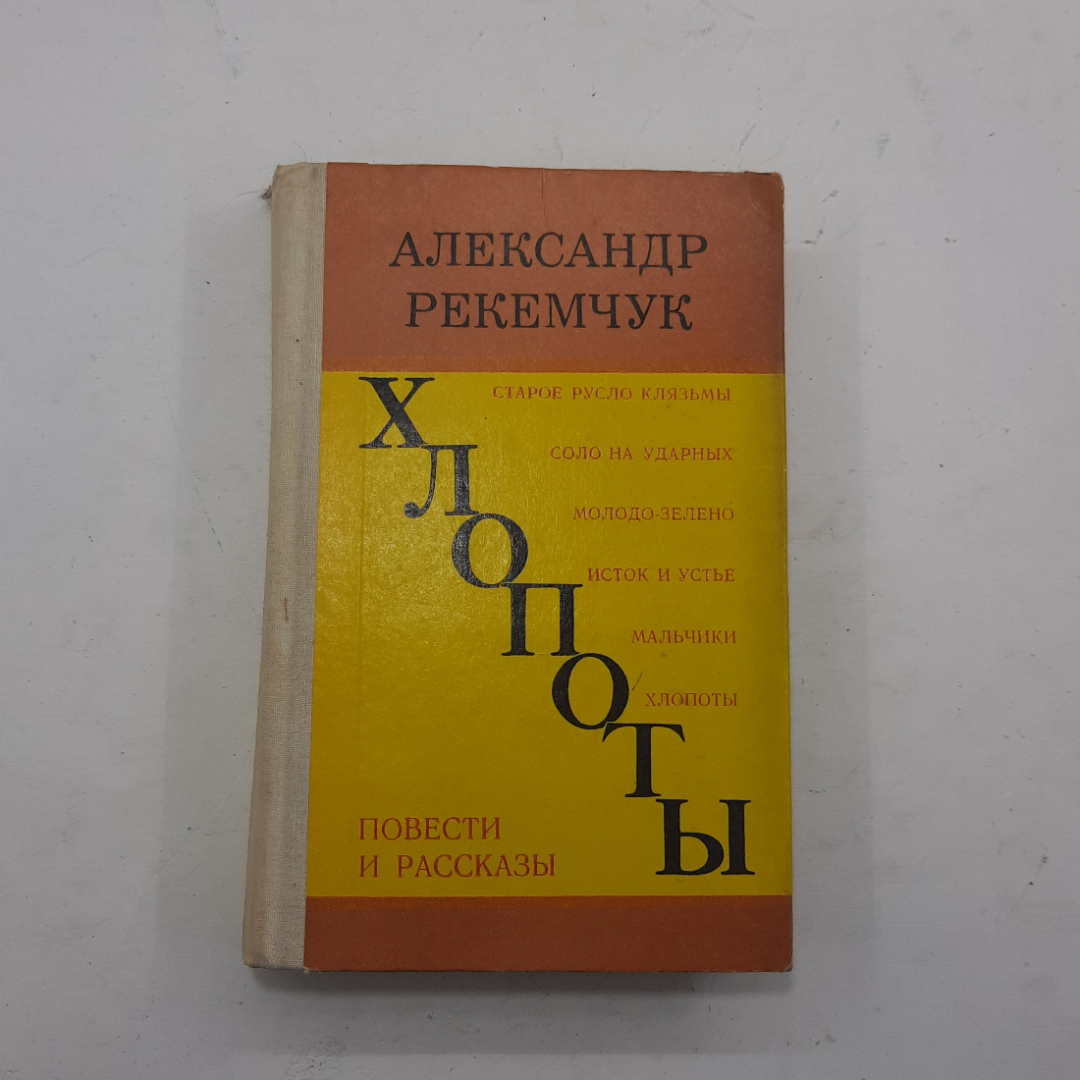 АЛЕКСАНДР
РЕКЕМЧУК
ХЛОПОТЫ
СТАРОЕ РУСЛО КЛЯЗЬМЫ
СОЛО НА УДАРНЫХ
МОЛОДО-ЗЕЛЕНО
ИСТОК И УСТЬЕ
МАЛЬЧИКИ
ХЛОПОТЫ
ПОВЕСТИ
И РАССКАЗЫ